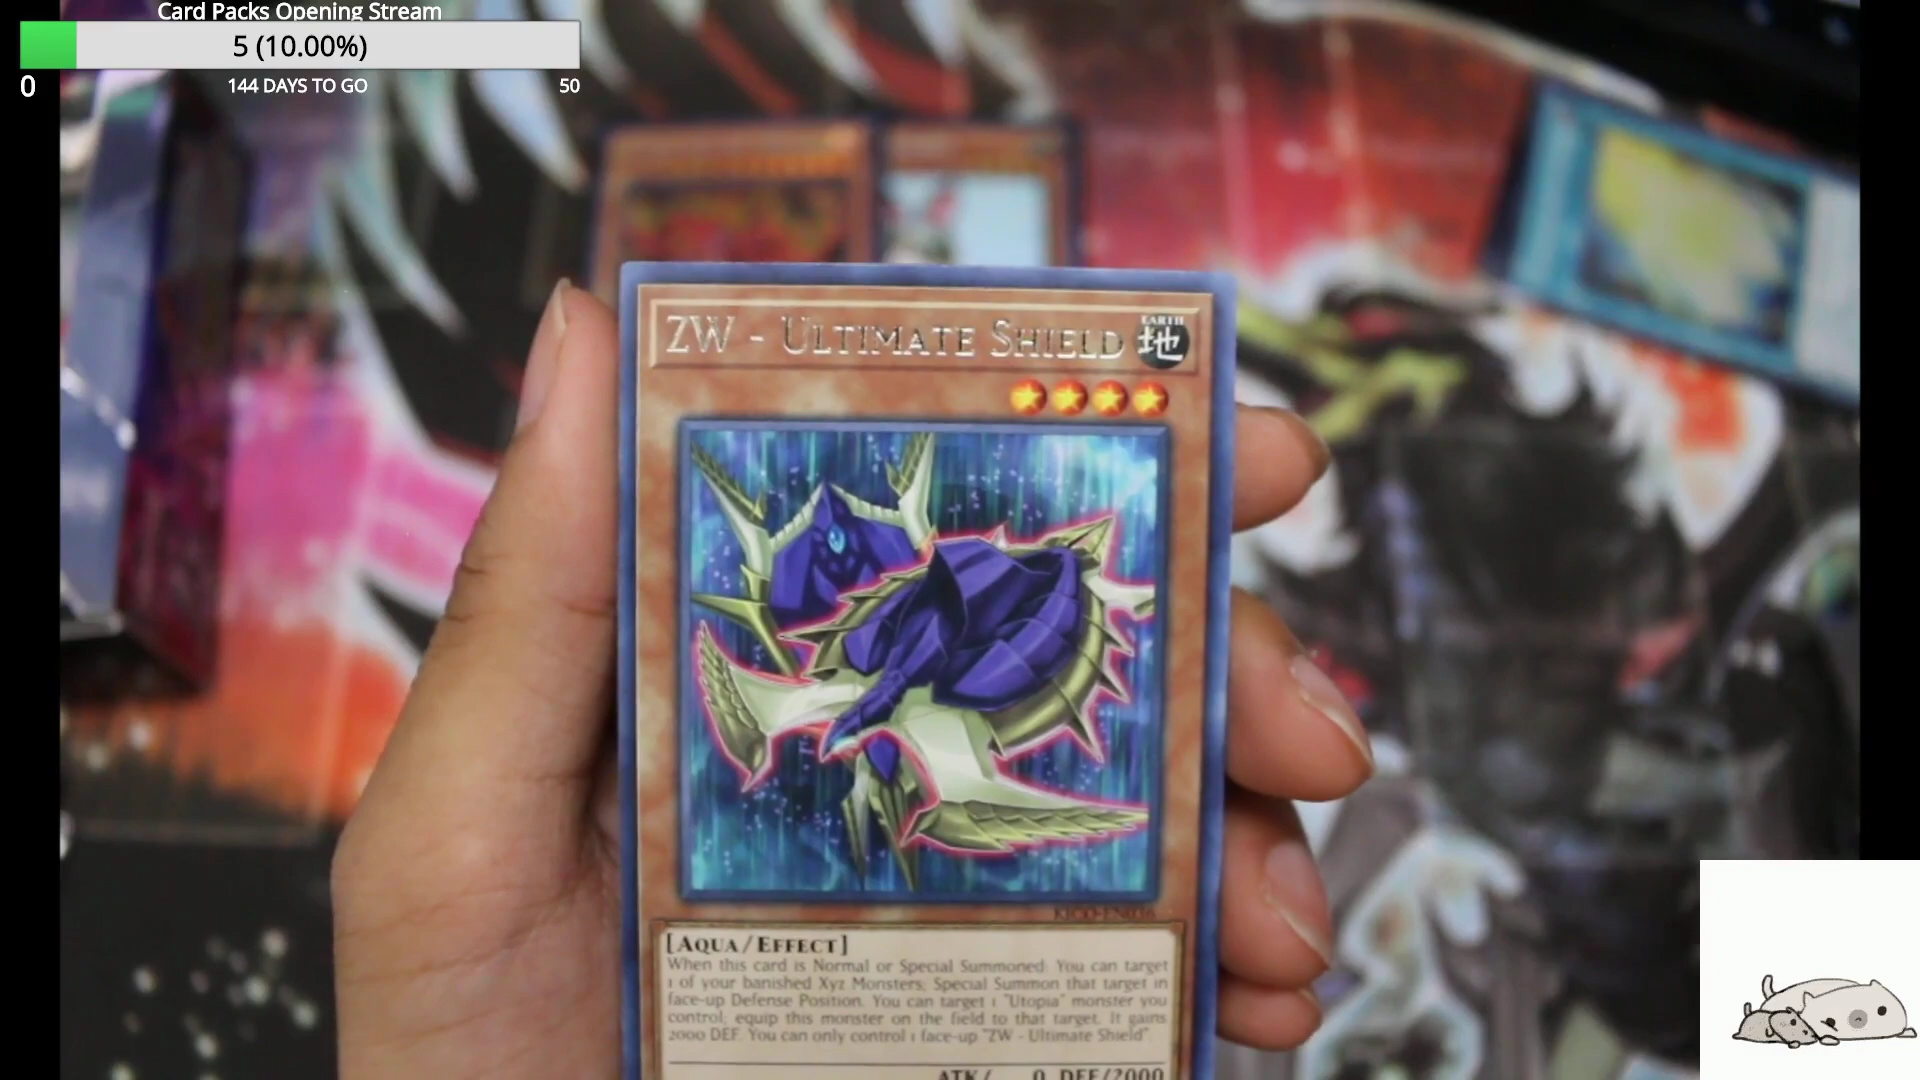 Card Packs Opening Stream
5 (10.00%)
0
144 DAYS TO GO
50
ZW - ULTIMATE SHIELD
EARTH
地
KICO-EN036
[AQUA/EFFECT]
When this card is Normal or Special Summoned: You can target
1 of your banished Xyz Monsters; Special Summon that target in
face-up Defense Position. You can target 1 "Utopia" monster you
control; equip this monster on the field to that target. It gains
2000 DEF. You can only control 1 face-up "ZW - Ultimate Shield".
ATK/ 0 DEF/2000